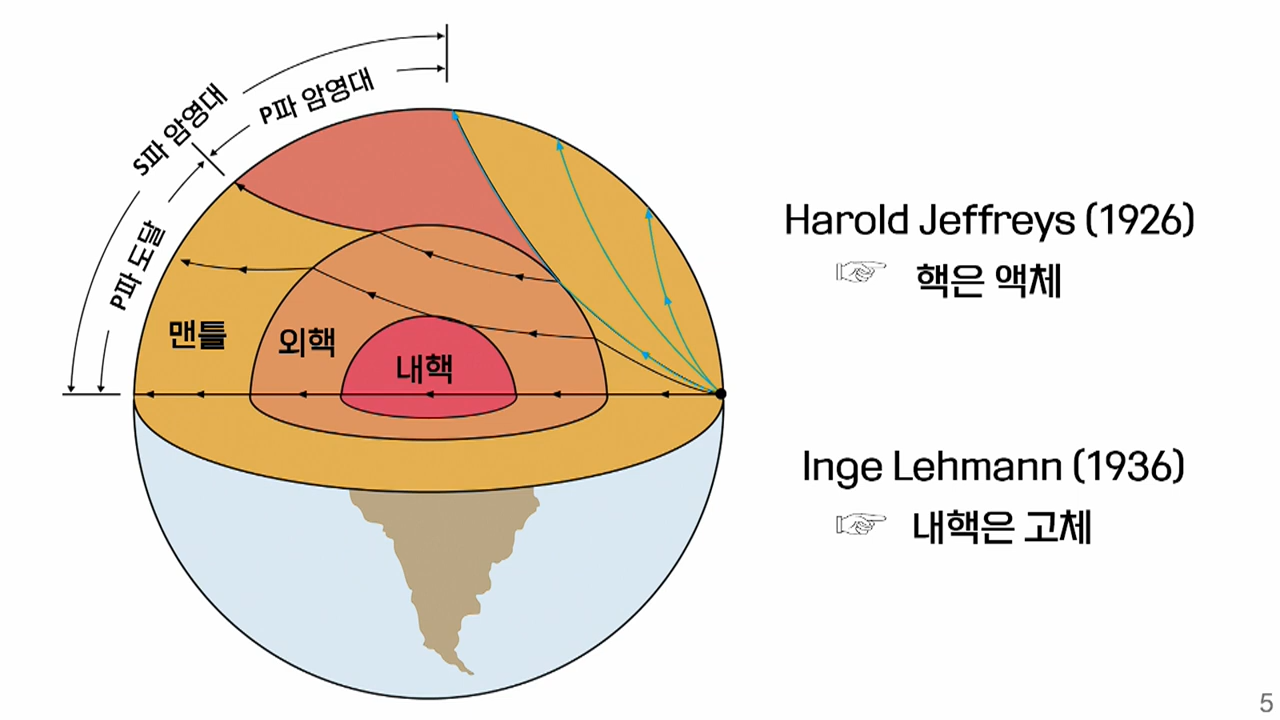 S파 암영대
P파 암영대
P파 도달
맨틀
외핵
내핵
Harold Jeffreys (1926)
☞ 핵은 액체
Inge Lehmann (1936)
☞ 내핵은 고체
5